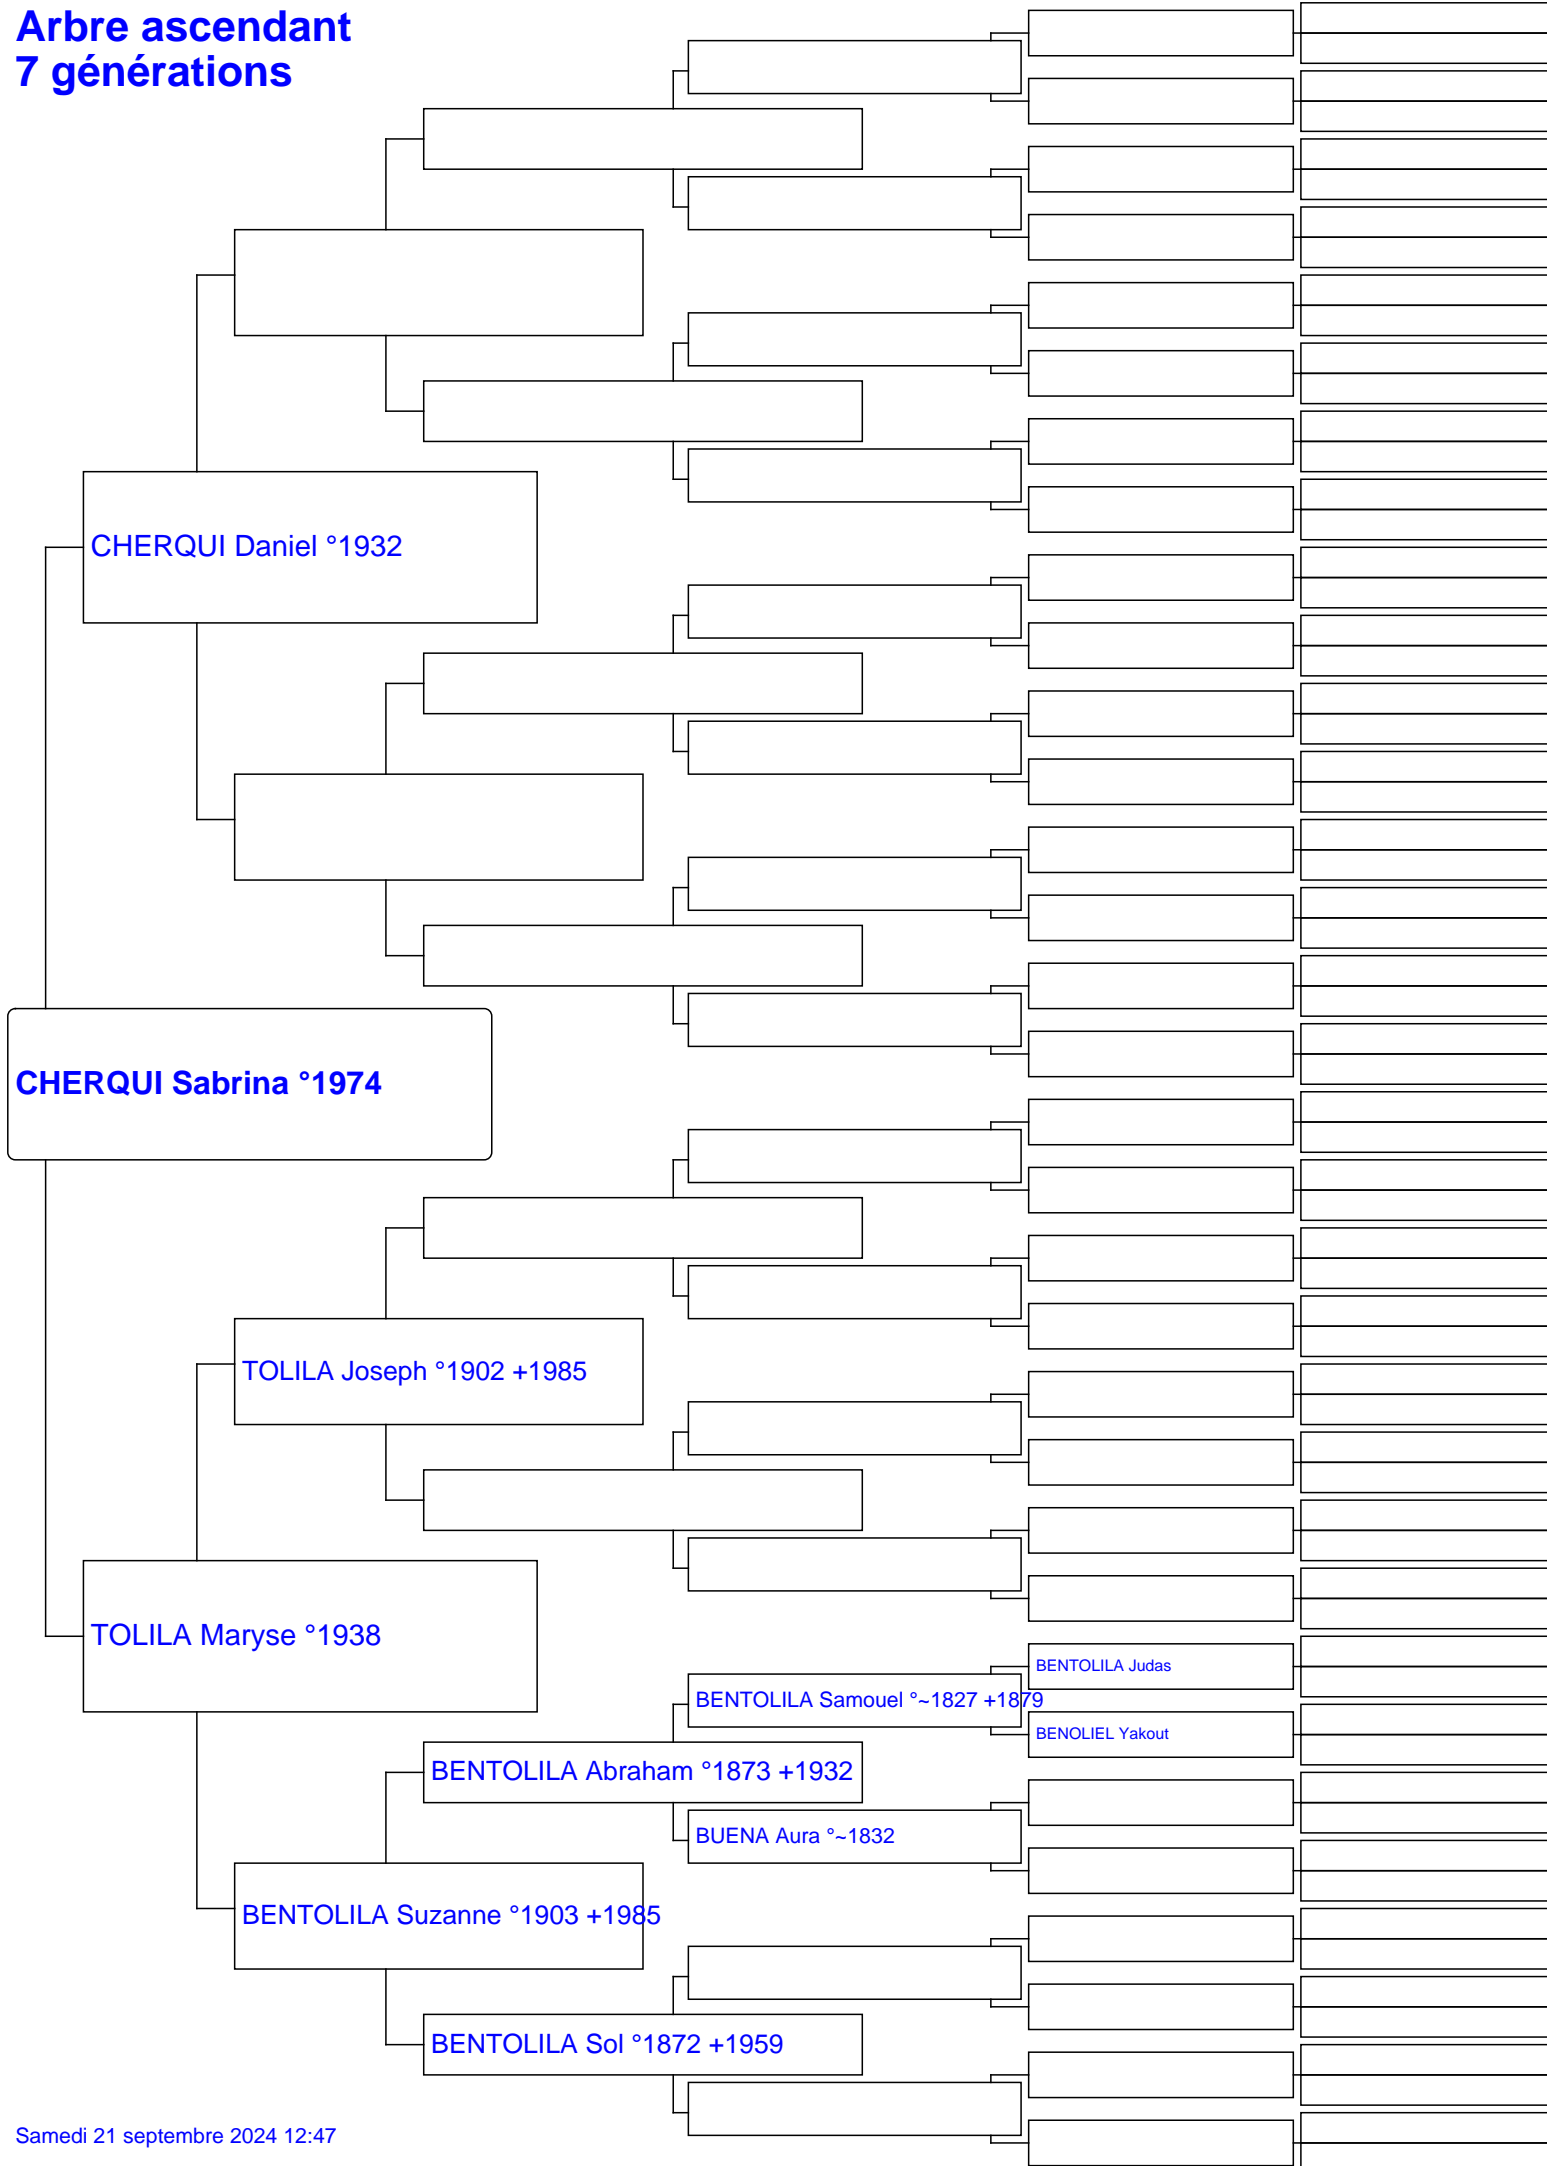 Arbre ascendant
7 générations
CHERQUI Daniel °1932
CHERQUI Sabrina °1974
TOLILA Joseph °1902 +1985
TOLILA Maryse °1938
BENTOLILA Judas
BENTOLILA Samouel °~1827 +1879
BENOLIEL Yakout
BENTOLILA Abraham °1873 +1932
BUENA Aura °~1832
BENTOLILA Suzanne °1903 +1985
BENTOLILA Sol °1872 +1959
Samedi 21 septembre 2024 12:47